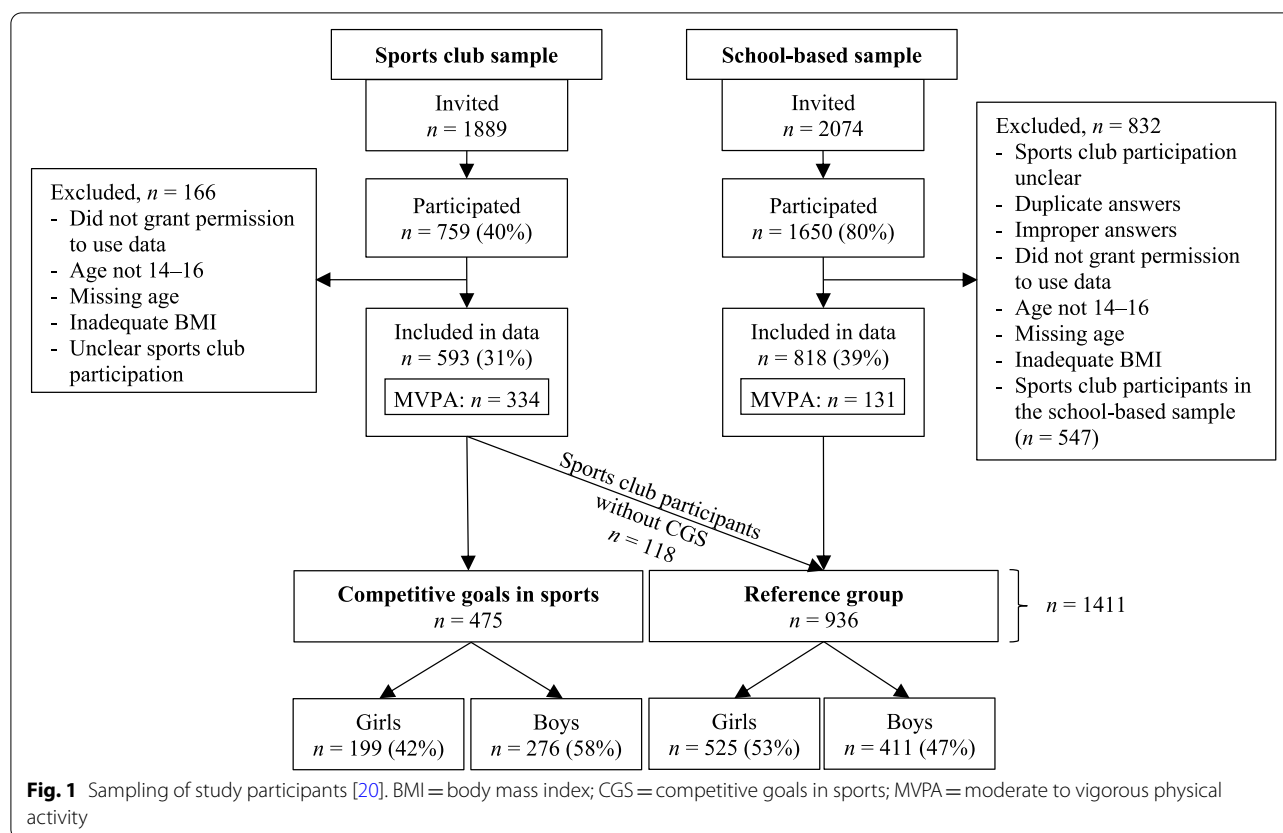 Sports club sample
School-based sample
Invited
n = 1889
Invited
n = 2074
Excluded, n = 166
- Did not grant permission
to use data
- Age not 14–16
- Missing age
- Inadequate BMI
- Unclear sports club
participation
Participated
n = 759 (40%)
Participated
n = 1650 (80%)
Excluded, n = 832
- Sports club participation
unclear
- Duplicate answers
- Improper answers
- Did not grant permission
to use data
- Age not 14–16
- Missing age
- Inadequate BMI
- Sports club participants in
the school-based sample
(n = 547)
Included in data
n = 593 (31%)
MVPA: n = 334
Included in data
n = 818 (39%)
MVPA: n = 131
Sports club participants
without CGS
n = 118
Competitive goals in sports
n = 475
Reference group
n = 936
n = 1411
Girls
n = 199 (42%)
Boys
n = 276 (58%)
Girls
n = 525 (53%)
Boys
n = 411 (47%)
Fig. 1 Sampling of study participants [20]. BMI = body mass index; CGS = competitive goals in sports; MVPA = moderate to vigorous physical
activity